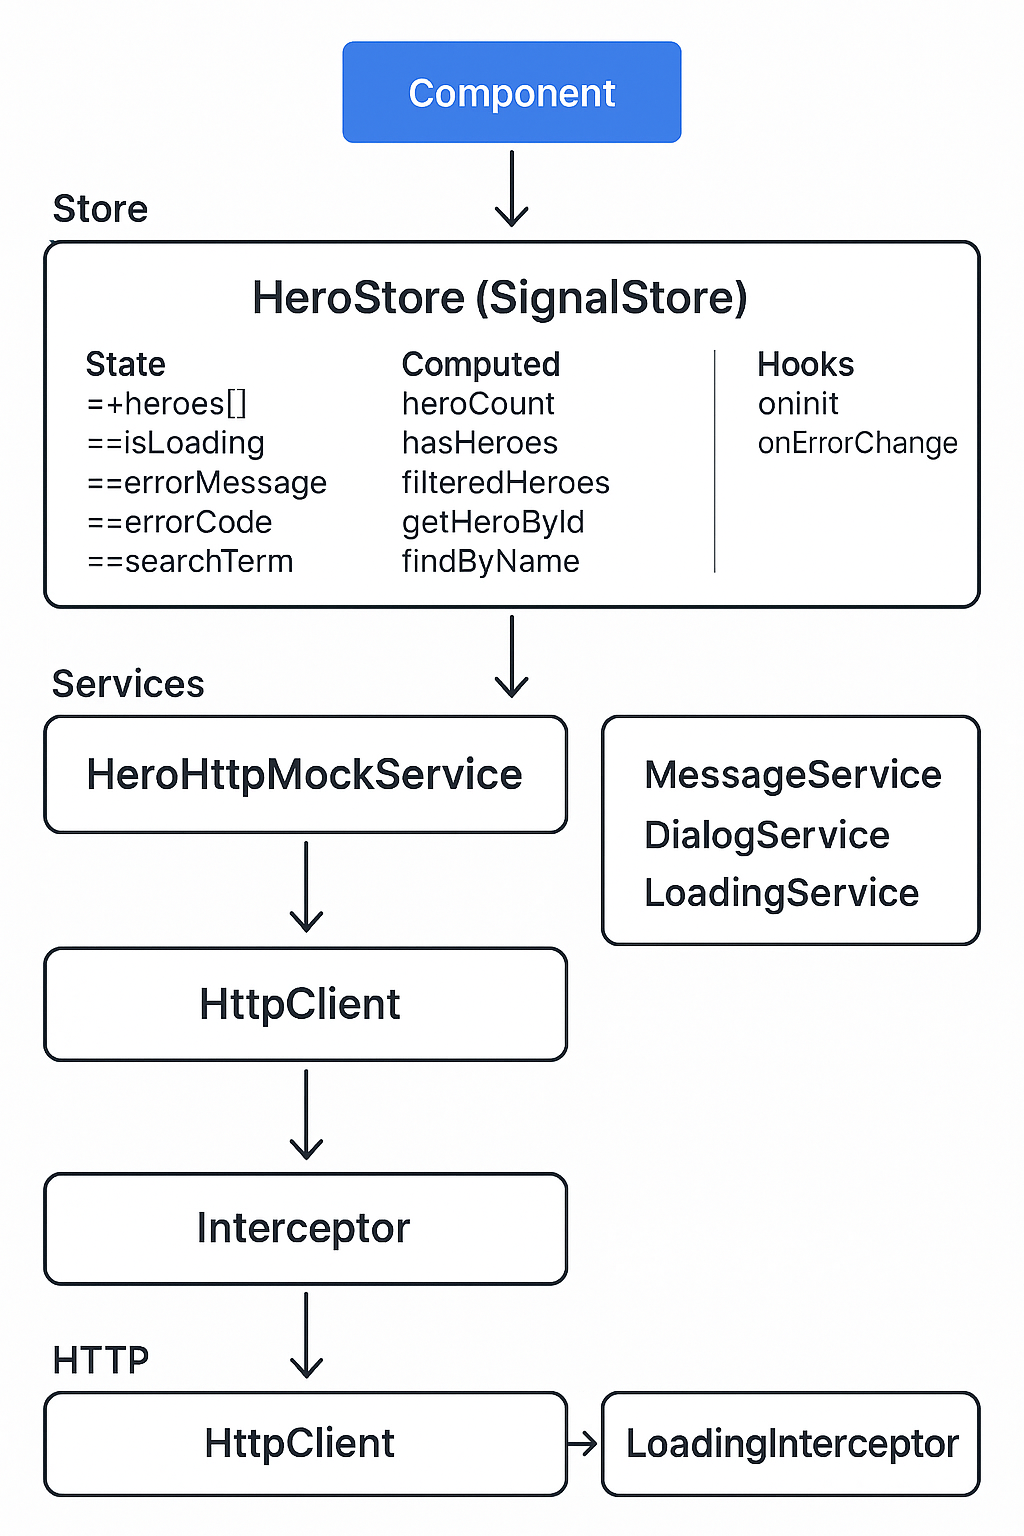 Component
Store
HeroStore (SignalStore)
State
=+heroes[]
==isLoading
==errorMessage
==errorCode
==searchTerm
Computed
heroCount
hasHeroes
filteredHeroes
getHeroById
findByName
Hooks
oninit
onErrorChange
Services
HeroHttpMockService
MessageService
DialogService
LoadingService
HttpClient
Interceptor
HTTP
HttpClient
LoadingInterceptor